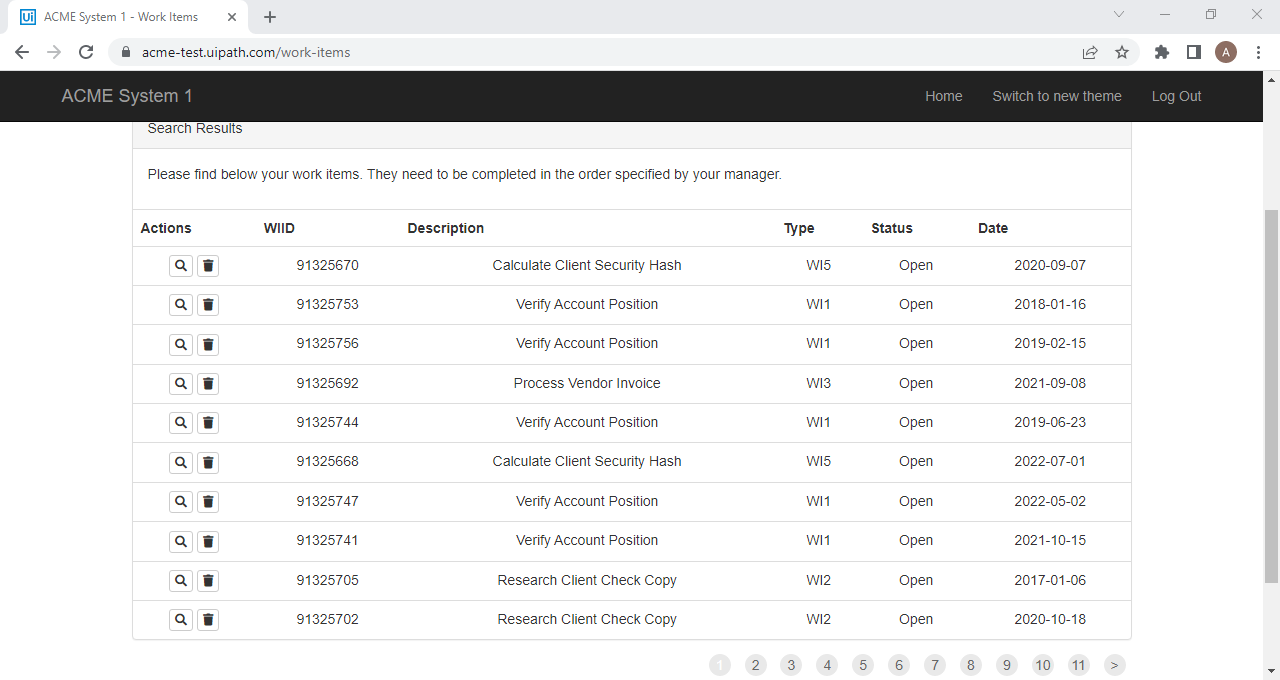 ACME System 1 - Work Items
acme-test.uipath.com/work-items
A
ACME System 1 Home Switch to new theme Log Out
Search Results
Please find below your work items. They need to be completed in the order specified by your manager.
Actions WIID Description Type Status Date
91325670 Calculate Client Security Hash WI5 Open 2020-09-07
91325753 Verify Account Position WI1 Open 2018-01-16
91325756 Verify Account Position WI1 Open 2019-02-15
91325692 Process Vendor Invoice WI3 Open 2021-09-08
91325744 Verify Account Position WI1 Open 2019-06-23
91325668 Calculate Client Security Hash WI5 Open 2022-07-01
91325747 Verify Account Position WI1 Open 2022-05-02
91325741 Verify Account Position WI1 Open 2021-10-15
91325705 Research Client Check Copy WI2 Open 2017-01-06
91325702 Research Client Check Copy WI2 Open 2020-10-18
1 2 3 4 5 6 7 8 9 10 11 >